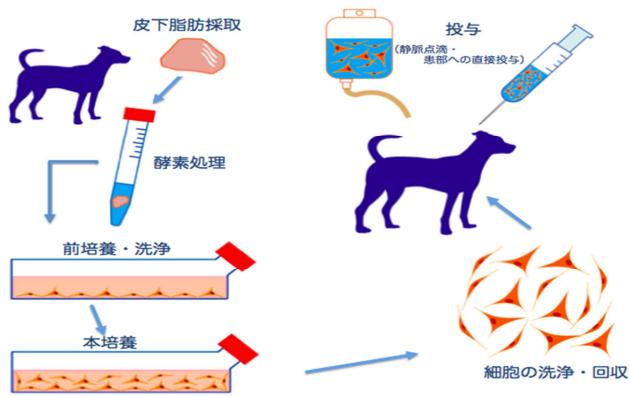 皮下脂肪採取
酵素処理
前培養・洗浄
本培養
細胞の洗浄・回収
投与
(静脈点滴・
患部への直接投与)